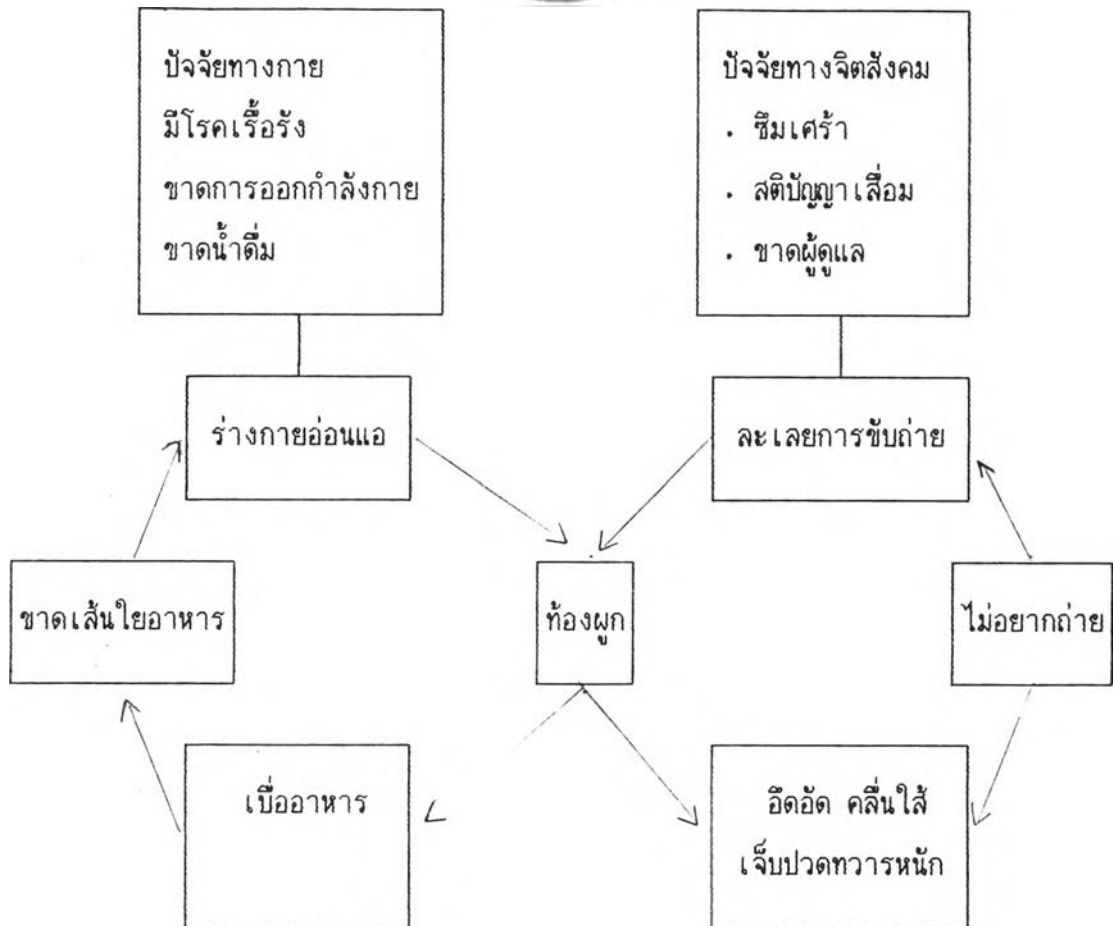 ปัจจัยทางกาย
มีโรคเรื้อรัง
ขาดการออกกำลังกาย
ขาดน้ำดื่ม
ปัจจัยทางจิตสังคม
. ซึมเศร้า
. สติปัญญาเสื่อม
. ขาดผู้ดูแล
ร่างกายอ่อนแอ
ละเลยการขับถ่าย
ขาดเส้นใยอาหาร
ท้องผูก
ไม่อยากถ่าย
เบื่ออาหาร
อึดอัด คลื่นใส้
เจ็บปวดทวารหนัก